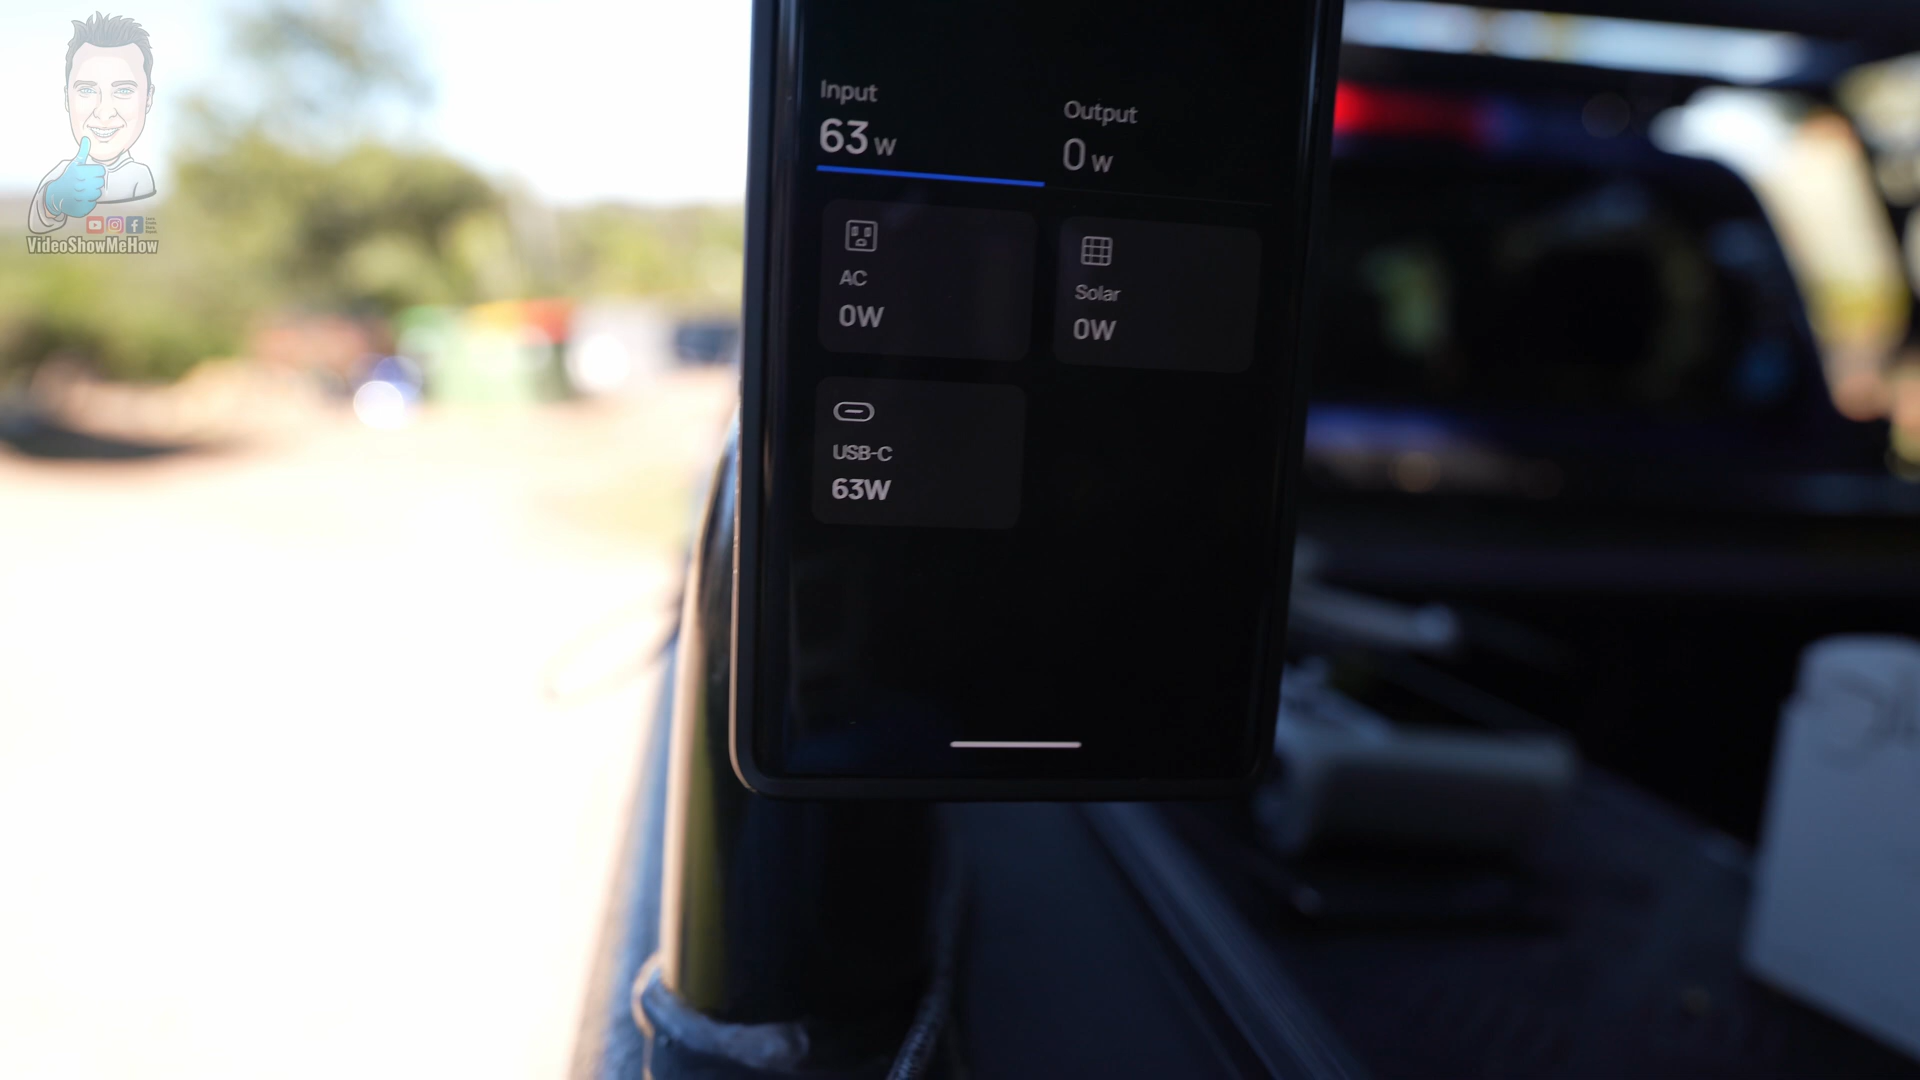 Input
63 W
Output
0 W
AC
0W
Solar
0W
USB-C
63W
VideoShowMeHow